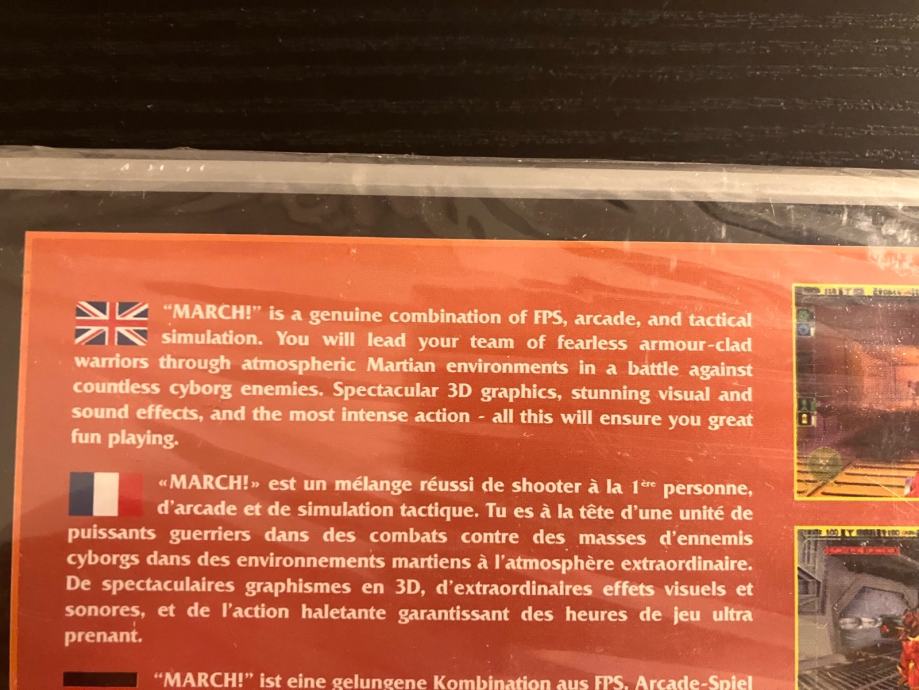 “MARCH!” is a genuine combination of FPS, arcade, and tactical
simulation. You will lead your team of fearless armour-clad
warriors through atmospheric Martian environments in a battle against
countless cyborg enemies. Spectacular 3D graphics, stunning visual and
sound effects, and the most intense action - all this will ensure you great
fun playing.
«MARCH!» est un mélange réussi de shooter à la 1ère personne,
d’arcade et de simulation tactique. Tu es à la tête d’une unité de
puissants guerriers dans des combats contre des masses d’ennemis
cyborgs dans des environnements martiens à l’atmosphère extraordinaire.
De spectaculaires graphismes en 3D, d’extraordinaires effets visuels et
sonores, et de l’action haletante garantissant des heures de jeu ultra
prenant.
“MARCH!” ist eine gelungene Kombination aus FPS, Arcade-Spiel